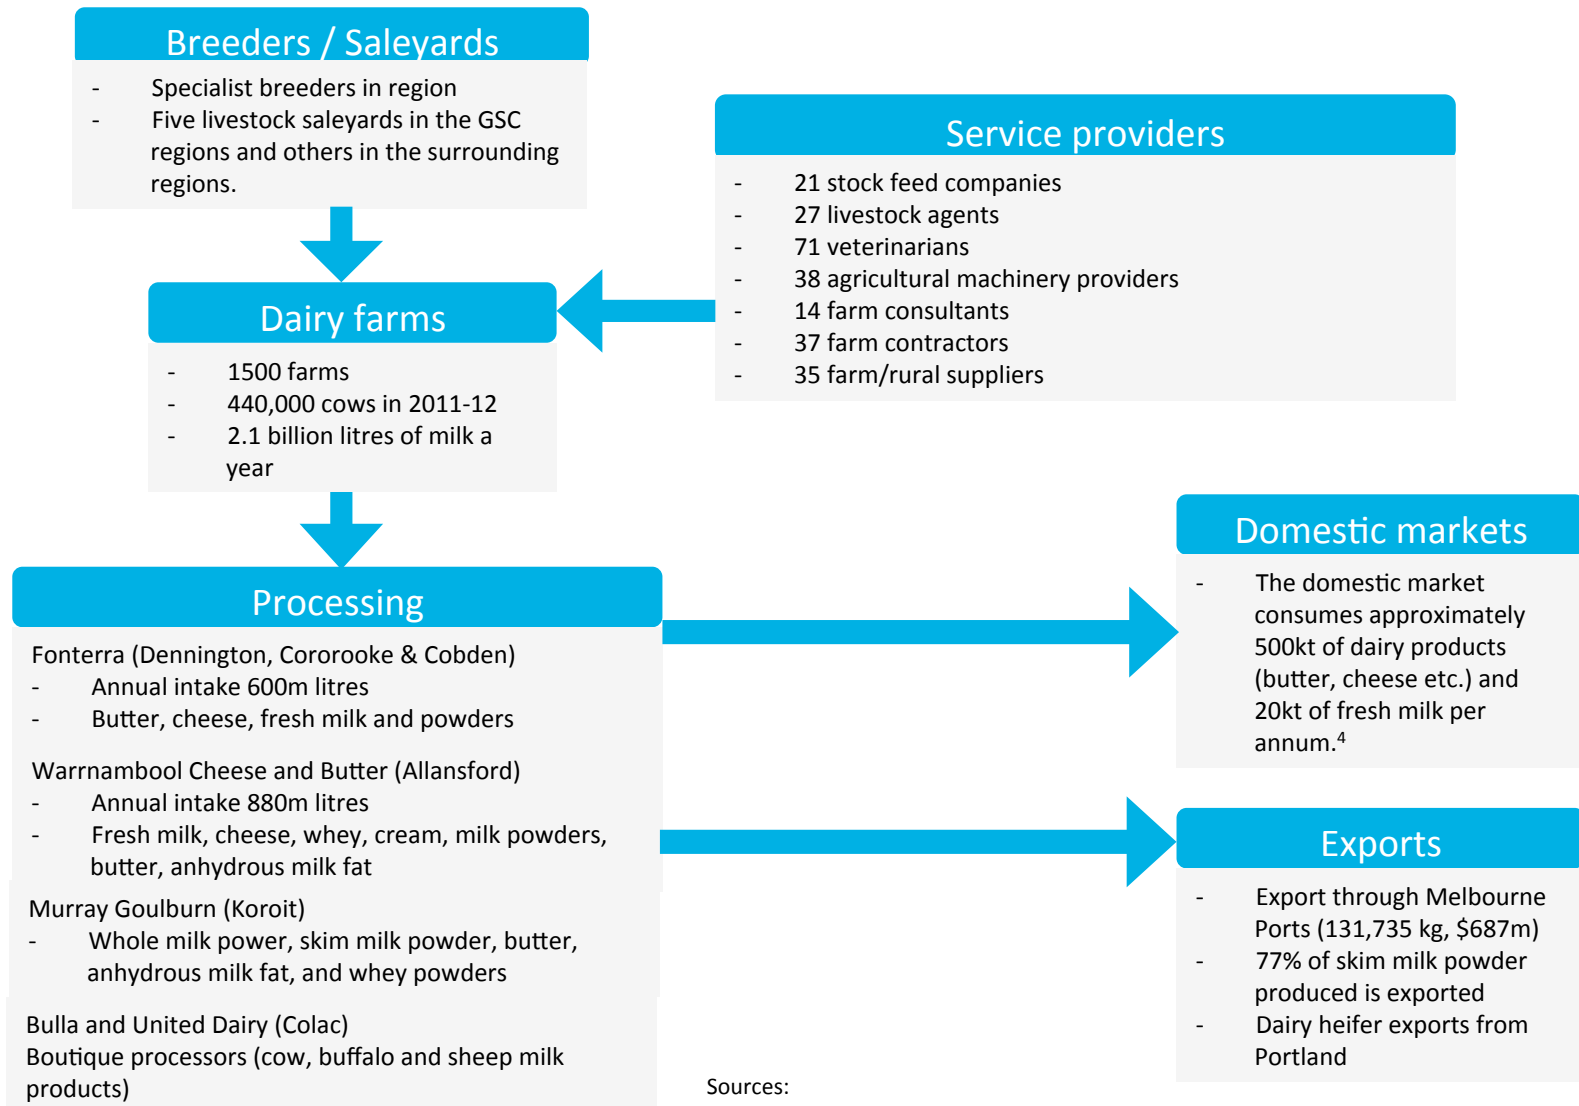 Breeders / Saleyards
- Specialist breeders in region
- Five livestock saleyards in the GSC
regions and others in the surrounding
regions.
Service providers
- 21 stock feed companies
- 27 livestock agents
- 71 veterinarians
- 38 agricultural machinery providers
- 14 farm consultants
- 37 farm contractors
- 35 farm/rural suppliers
Dairy farms
- 1500 farms
- 440,000 cows in 2011-12
- 2.1 billion litres of milk a
year
Processing
Fonterra (Dennington, Cororooke & Cobden)
- Annual intake 600m litres
- Butter, cheese, fresh milk and powders
Warrnambool Cheese and Butter (Allansford)
- Annual intake 880m litres
- Fresh milk, cheese, whey, cream, milk powders,
butter, anhydrous milk fat
Murray Goulburn (Koroit)
- Whole milk power, skim milk powder, butter,
anhydrous milk fat, and whey powders
Bulla and United Dairy (Colac)
Boutique processors (cow, buffalo and sheep milk
products)
Domestic markets
- The domestic market
consumes approximately
500kt of dairy products
(butter, cheese etc.) and
20kt of fresh milk per
annum.⁴
Exports
- Export through Melbourne
Ports (131,735 kg, $687m)
- 77% of skim milk powder
produced is exported
- Dairy heifer exports from
Portland
Sources: